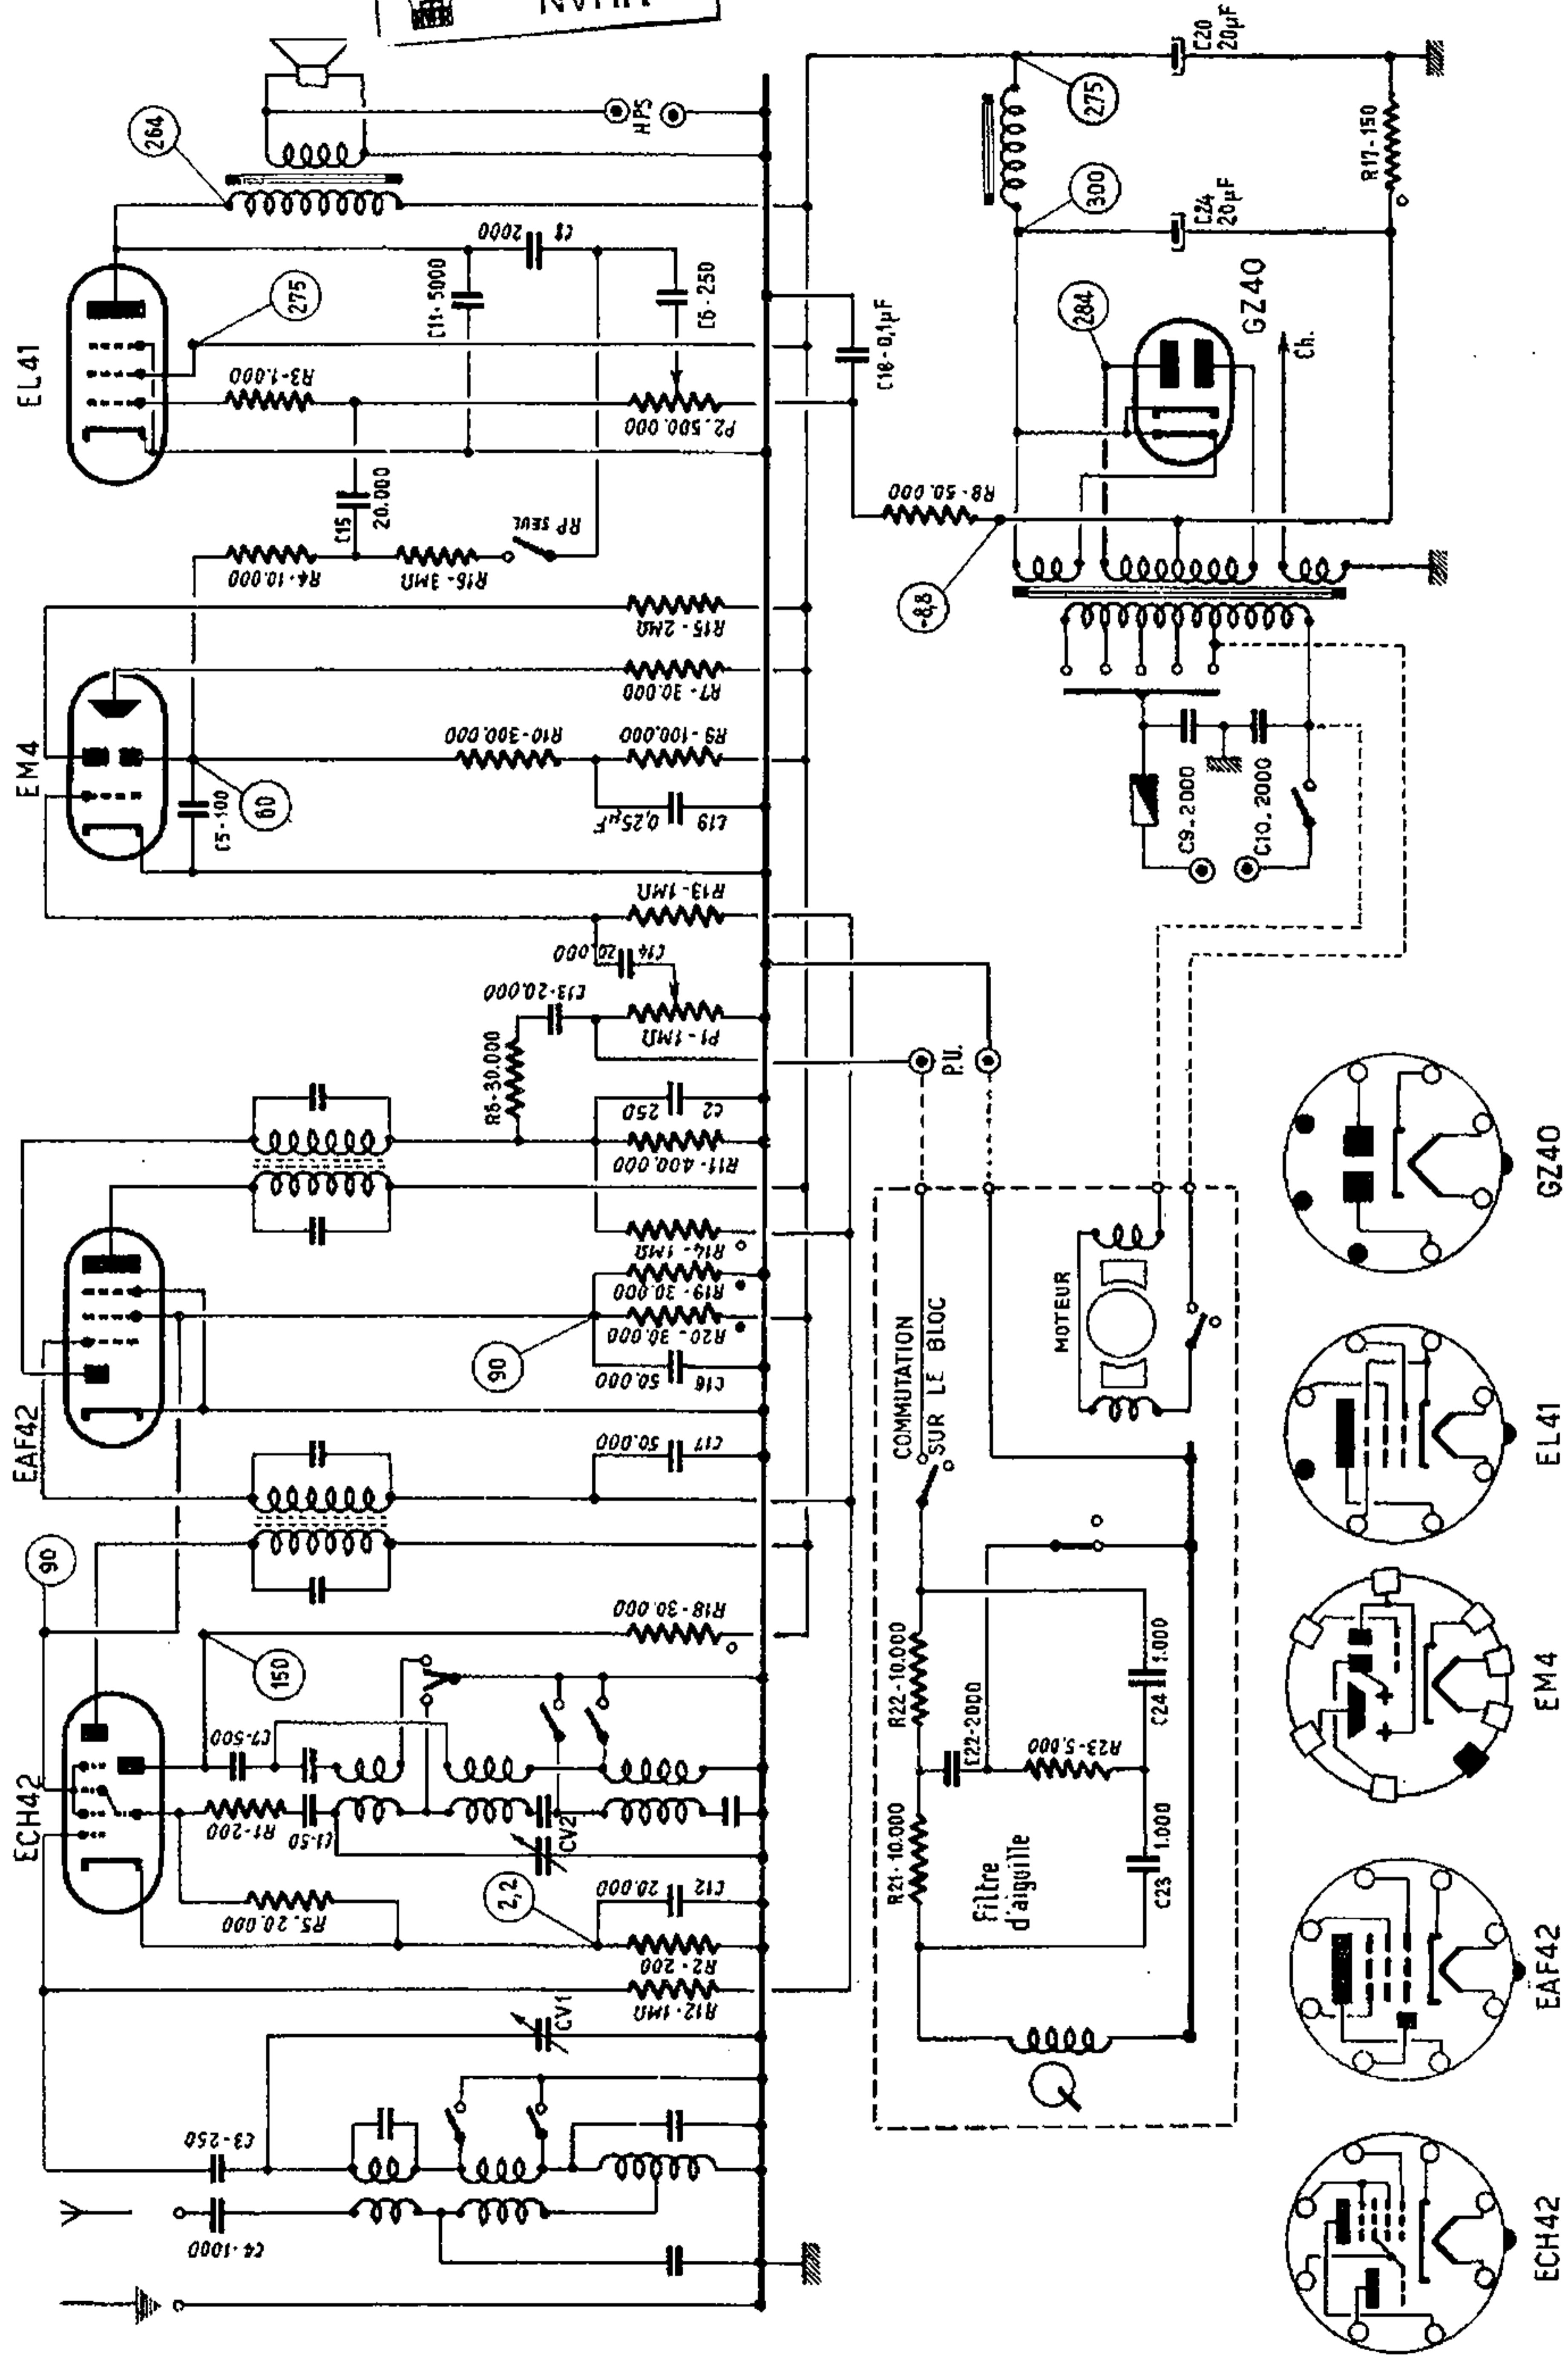 ECH42
EAF42
EM4
EL41
264
HPS
C4-1000
C3-250
CV1
R12-1MΩ
R2-200
C12
20.000
2,2
R5.20.000
R1-200
C1-50
CV2
C7-500
150
90
R18-30.000
C17
50.000
C16
50.000
90
R20-30.000
R19-30.000
R14-1MΩ
R11-400.000
C2
250
R6-30.000
C13-20.000
P1-1MΩ
C14
20.000
R13-1MΩ
C5-100
60
C19
0,25µF
R10-300.000
R9-100.000
R7-30.000
R15-2MΩ
R4-10.000
R16-3MΩ
RP SEUL
C15
20.000
R3-1.000
275
P2.500.000
C11-5000
C8
2000
C6-250
C18-0,1µF
R8-50.000
-8,8
284
GZ40
Ch.
300
275
C24
20µF
C20
20µF
R17-150
C9.2000
C10.2000
P.U.
COMMUTATION
SUR LE BLOC
MOTEUR
R22-10.000
R21-10.000
C22-2000
R23-5.000
C24
1.000
C23
1.000
Filtre
d'aiguille
ECH42
EAF42
EM4
EL41
GZ40